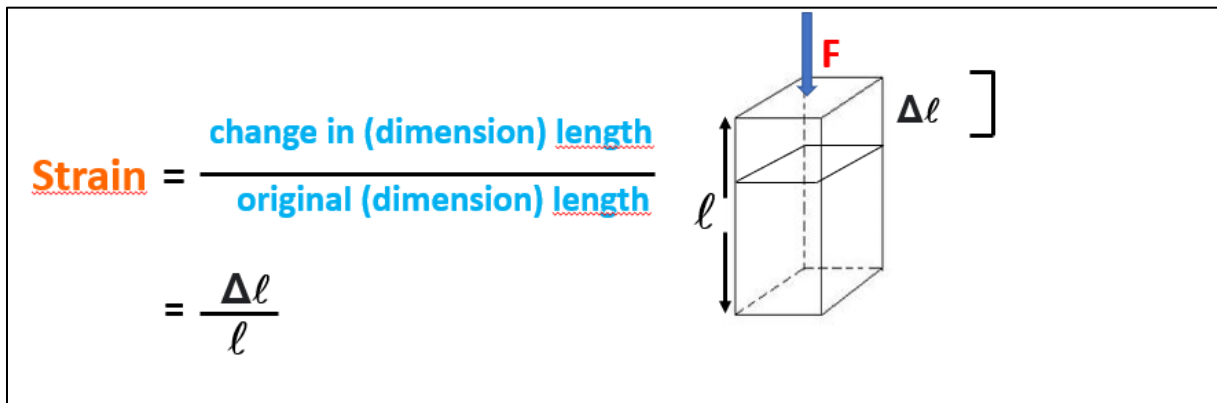 F
Δℓ
change in (dimension) length
Strain =
original (dimension) length
ℓ
= Δℓ
ℓ